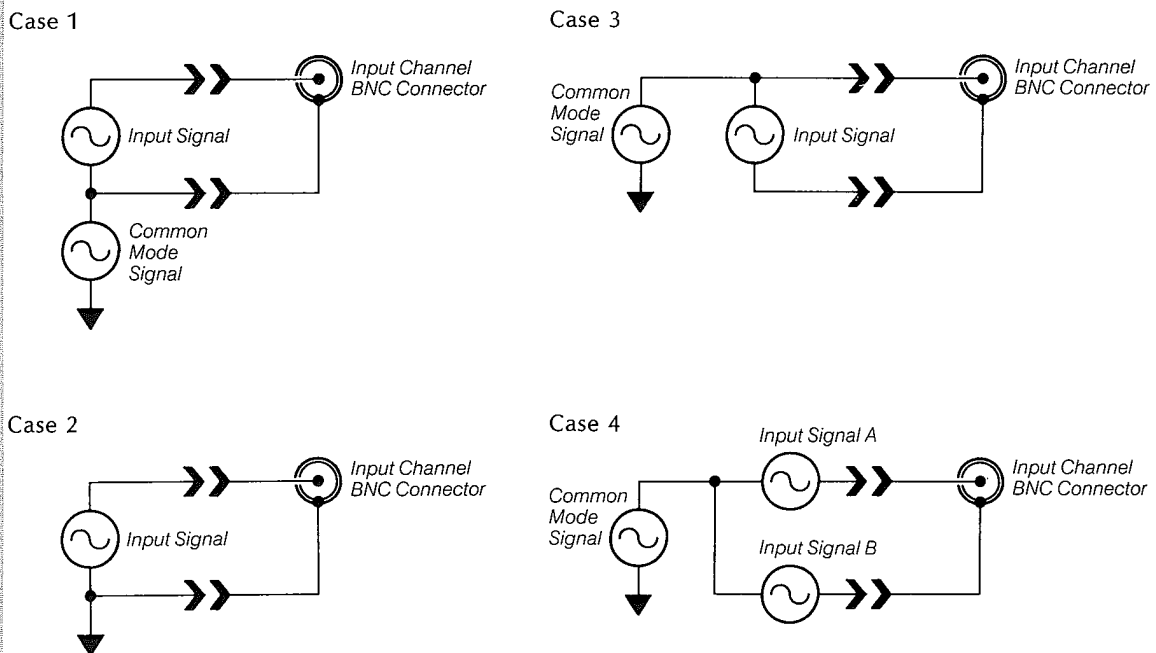 Case 1
Input Channel
BNC Connector
Input Signal
Common
Mode
Signal
Case 3
Common
Mode
Signal
Input Signal
Input Channel
BNC Connector
Case 2
Input Channel
BNC Connector
Input Signal
Case 4
Input Signal A
Common
Mode
Signal
Input Channel
BNC Connector
Input Signal B